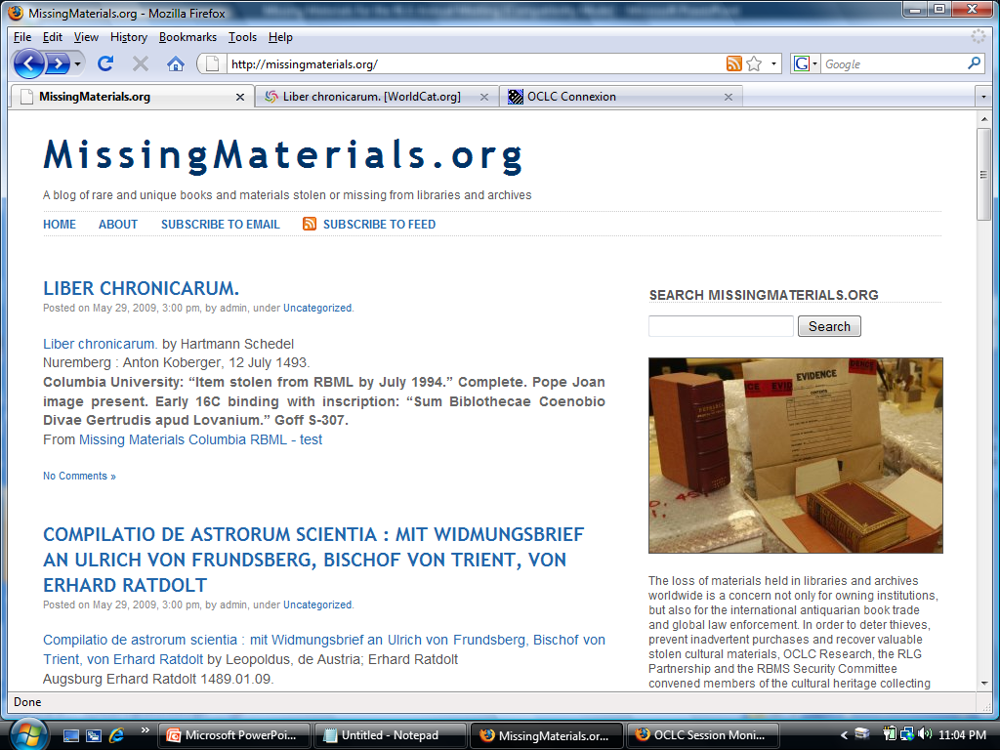 MissingMaterials.org - Mozilla Firefox
File Edit View History Bookmarks Tools Help
http://missingmaterials.org/
G Google
MissingMaterials.org
Liber chronicarum. [WorldCat.org]
OCLC Connexion
MissingMaterials.org
A blog of rare and unique books and materials stolen or missing from libraries and archives
HOME ABOUT SUBSCRIBE TO EMAIL SUBSCRIBE TO FEED
LIBER CHRONICARUM.
Posted on May 29, 2009, 3:00 pm, by admin, under Uncategorized.
Liber chronicarum. by Hartmann Schedel
Nuremberg : Anton Koberger, 12 July 1493.
Columbia University: “Item stolen from RBML by July 1994.” Complete. Pope Joan
image present. Early 16C binding with inscription: “Sum Biblothecae Coenobio
Divae Gertrudis apud Lovanium.” Goff S-307.
From Missing Materials Columbia RBML - test
No Comments »
COMPILATIO DE ASTRORUM SCIENTIA : MIT WIDMUNGSBRIEF
AN ULRICH VON FRUNDSBERG, BISCHOF VON TRIENT, VON
ERHARD RATDOLT
Posted on May 29, 2009, 3:00 pm, by admin, under Uncategorized.
Compilatio de astrorum scientia : mit Widmungsbrief an Ulrich von Frundsberg, Bischof von
Trient, von Erhard Ratdolt by Leopoldus, de Austria; Erhard Ratdolt
Augsburg Erhard Ratdolt 1489.01.09.
SEARCH MISSINGMATERIALS.ORG
Search
EVIDENCE
The loss of materials held in libraries and archives
worldwide is a concern not only for owning institutions,
but also for the international antiquarian book trade
and global law enforcement. In order to deter thieves,
prevent inadvertent purchases and recover valuable
stolen cultural materials, OCLC Research, the RLG
Partnership and the RBMS Security Committee
convened members of the cultural heritage collecting
Done
»
Microsoft PowerPoi...
Untitled - Notepad
MissingMaterials.or...
OCLC Session Moni...
11:04 PM